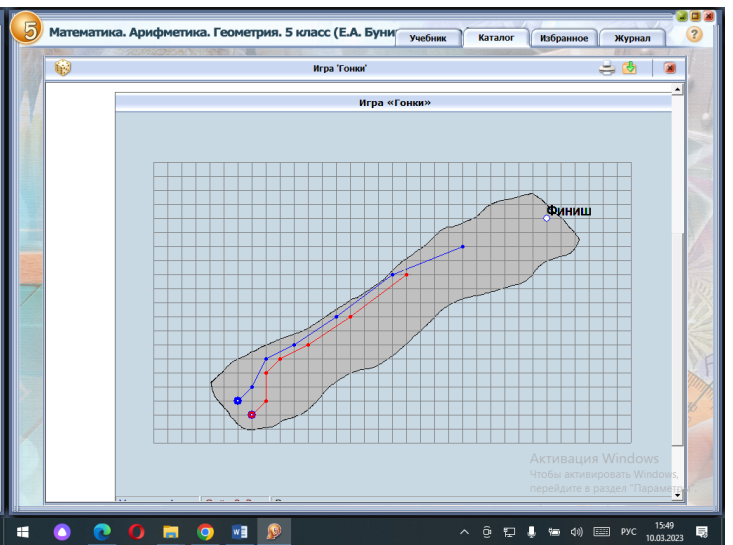 5
Математика. Арифметика. Геометрия. 5 класс (Е.А. Буни
Учебник
Каталог
Избранное
Журнал
?
Игра 'Гонки'
Игра «Гонки»
Финиш
Активация Windows
Чтобы активировать Windows,
перейдите в раздел "Параметры
РУС
15:49
10.03.2023